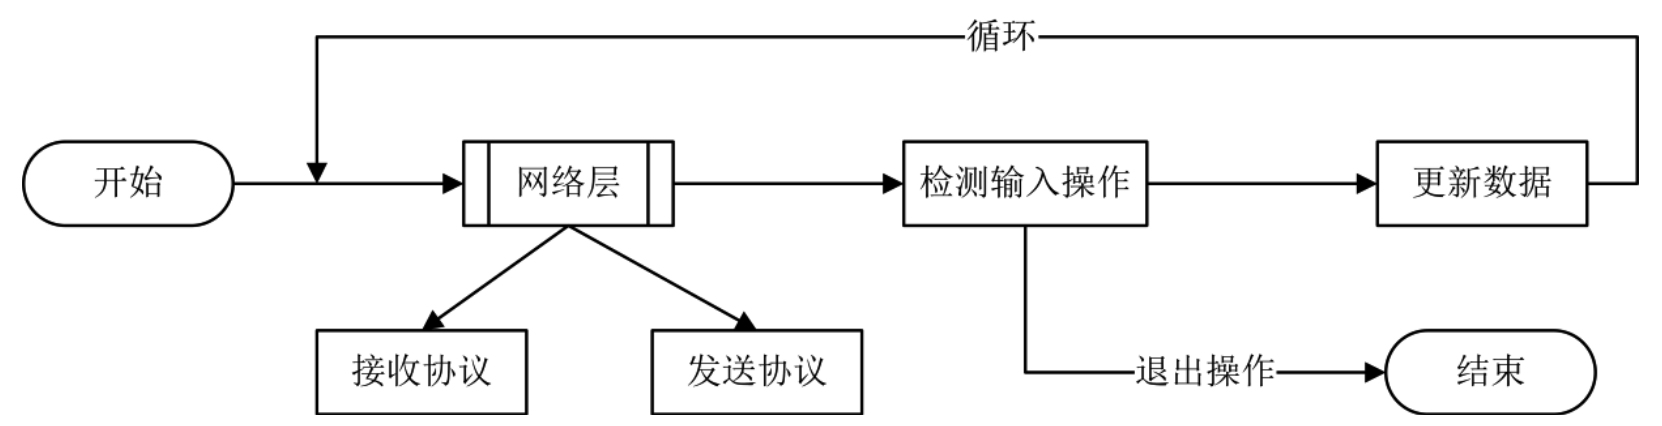 循环
开始
网络层
检测输入操作
更新数据
接收协议
发送协议
退出操作
结束